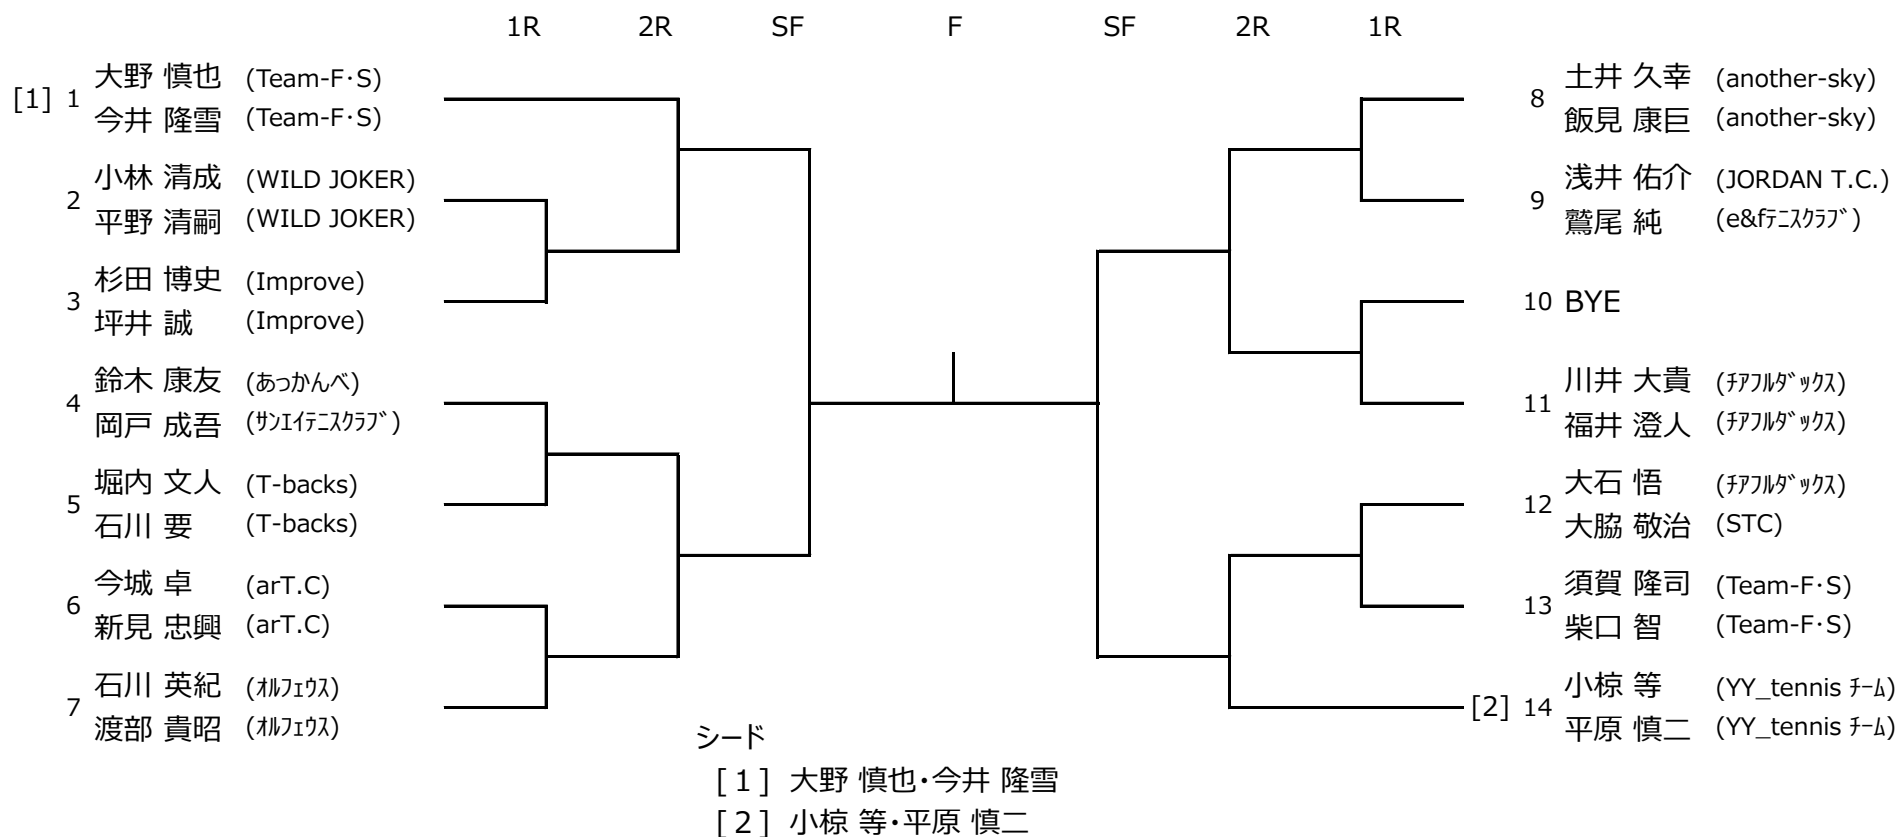 1R 2R SF F SF 2R 1R
[1] 1 大野 慎也 (Team-F･S)
今井 隆雪 (Team-F･S)
2 小林 清成 (WILD JOKER)
平野 清嗣 (WILD JOKER)
3 杉田 博史 (Improve)
坪井 誠 (Improve)
4 鈴木 康友 (あっかんべ)
岡戸 成吾 (ｻﾝｴｲﾃﾆｽｸﾗﾌﾞ)
5 堀内 文人 (T-backs)
石川 要 (T-backs)
6 今城 卓 (arT.C)
新見 忠興 (arT.C)
7 石川 英紀 (ｵﾙﾌｪｳｽ)
渡部 貴昭 (ｵﾙﾌｪｳｽ)
8 土井 久幸 (another-sky)
飯見 康巨 (another-sky)
9 浅井 佑介 (JORDAN T.C.)
鷲尾 純 (e&fﾃﾆｽｸﾗﾌﾞ)
10 BYE
11 川井 大貴 (ﾁｱﾌﾙﾀﾞｯｸｽ)
福井 澄人 (ﾁｱﾌﾙﾀﾞｯｸｽ)
12 大石 悟 (ﾁｱﾌﾙﾀﾞｯｸｽ)
大脇 敬治 (STC)
13 須賀 隆司 (Team-F･S)
柴口 智 (Team-F･S)
[2] 14 小椋 等 (YY_tennis ﾁｰﾑ)
平原 慎二 (YY_tennis ﾁｰﾑ)
シード
[ 1 ] 大野 慎也･今井 隆雪
[ 2 ] 小椋 等･平原 慎二